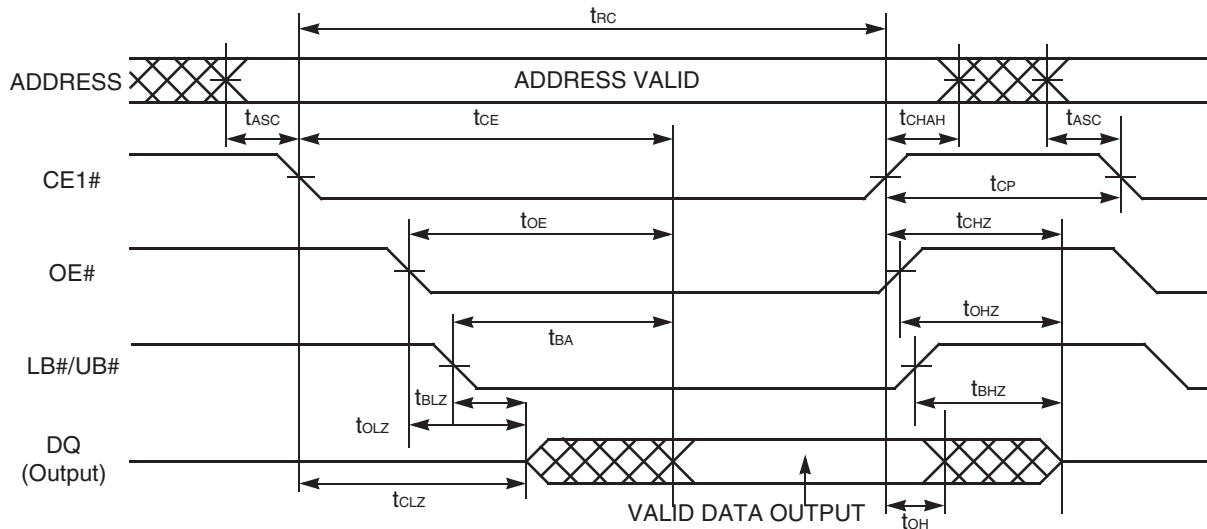 tRC
ADDRESS
ADDRESS VALID
tASC
tCE
tCHAH
tASC
CE1#
tCP
tOE
tCHZ
OE#
tOHZ
tBA
LB#/UB#
tBLZ
tBHZ
tOLZ
DQ
(Output)
tCLZ
VALID DATA OUTPUT
tOH